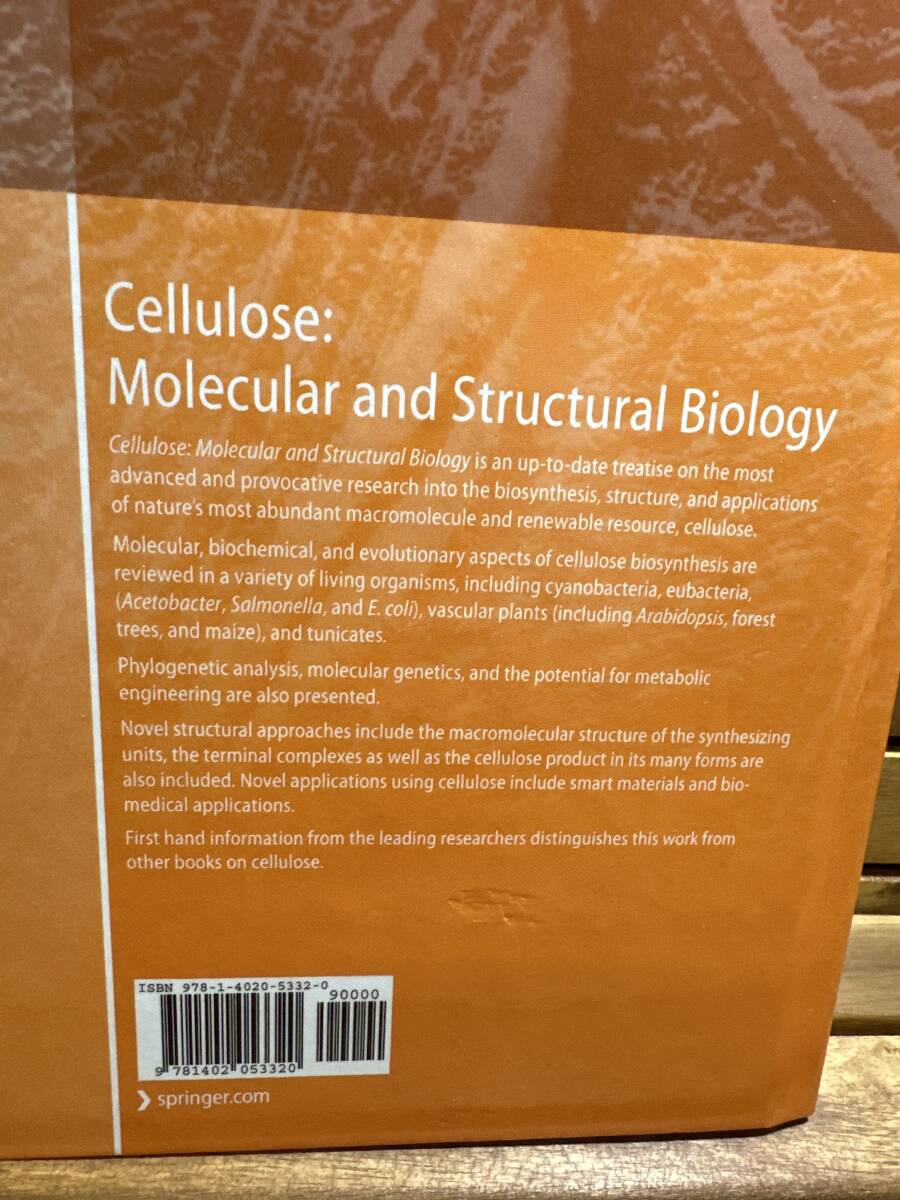 Cellulose:
Molecular and Structural Biology
Cellulose: Molecular and Structural Biology is an up-to-date treatise on the most
advanced and provocative research into the biosynthesis, structure, and applications
of nature's most abundant macromolecule and renewable resource, cellulose.
Molecular, biochemical, and evolutionary aspects of cellulose biosynthesis are
reviewed in a variety of living organisms, including cyanobacteria, eubacteria,
(Acetobacter, Salmonella, and E. coli), vascular plants (including Arabidopsis, forest
trees, and maize), and tunicates.
Phylogenetic analysis, molecular genetics, and the potential for metabolic
engineering are also presented.
Novel structural approaches include the macromolecular structure of the synthesizing
units, the terminal complexes as well as the cellulose product in its many forms are
also included. Novel applications using cellulose include smart materials and bio-
medical applications.
First hand information from the leading researchers distinguishes this work from
other books on cellulose.
ISBN 978-1-4020-5332-0
90000
9 781402 053320
springer.com